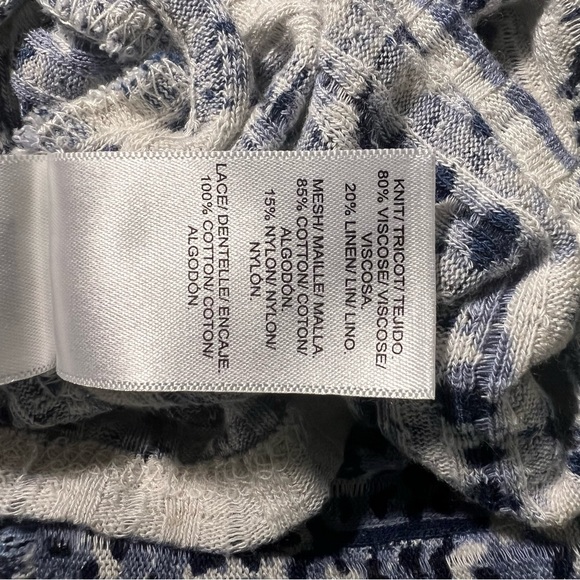 KNIT/ TRICOT/ TEJIDO.
80% VISCOSE/ VISCOSE/
VISCOSA
20% LINEN/ LIN/ LINO.
MESH/ MAILLE/ MALLA
85% COTTON/ COTON/
ALGODÓN.
15% NYLON/ NYLON/
NYLÓN.
LACE/ DENTELLE/ ENCAJE
100% COTTON/ COTON/
ALGODÓN.